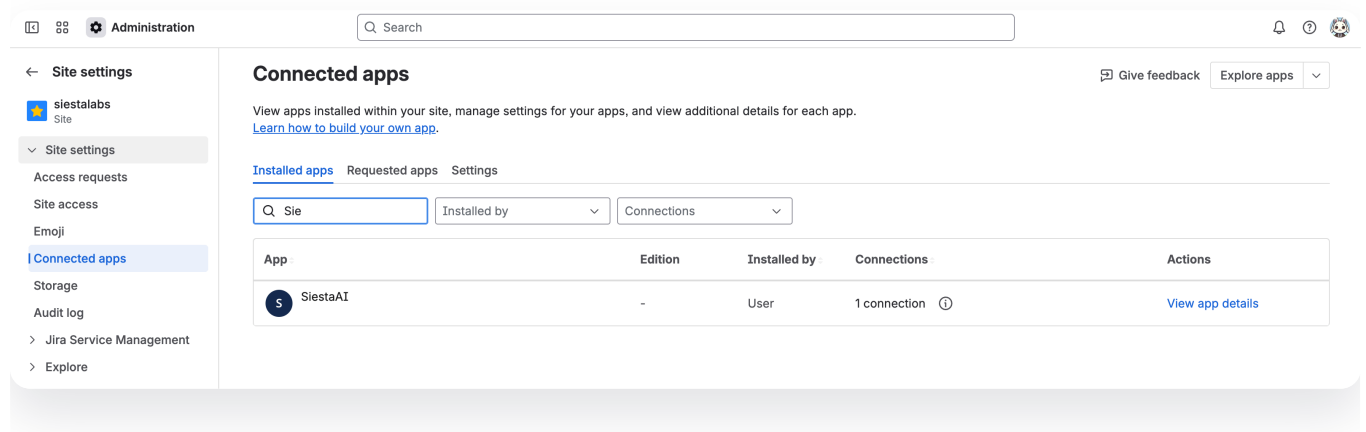 Administration
Search
Site settings
siestalabs
Site
Site settings
Access requests
Site access
Emoji
Connected apps
Storage
Audit log
Jira Service Management
Explore
Connected apps
Give feedback
Explore apps
View apps installed within your site, manage settings for your apps, and view additional details for each app.
Learn how to build your own app.
Installed apps Requested apps Settings
Sie Installed by Connections
App Edition Installed by Connections Actions
S SiestaAI - User 1 connection View app details